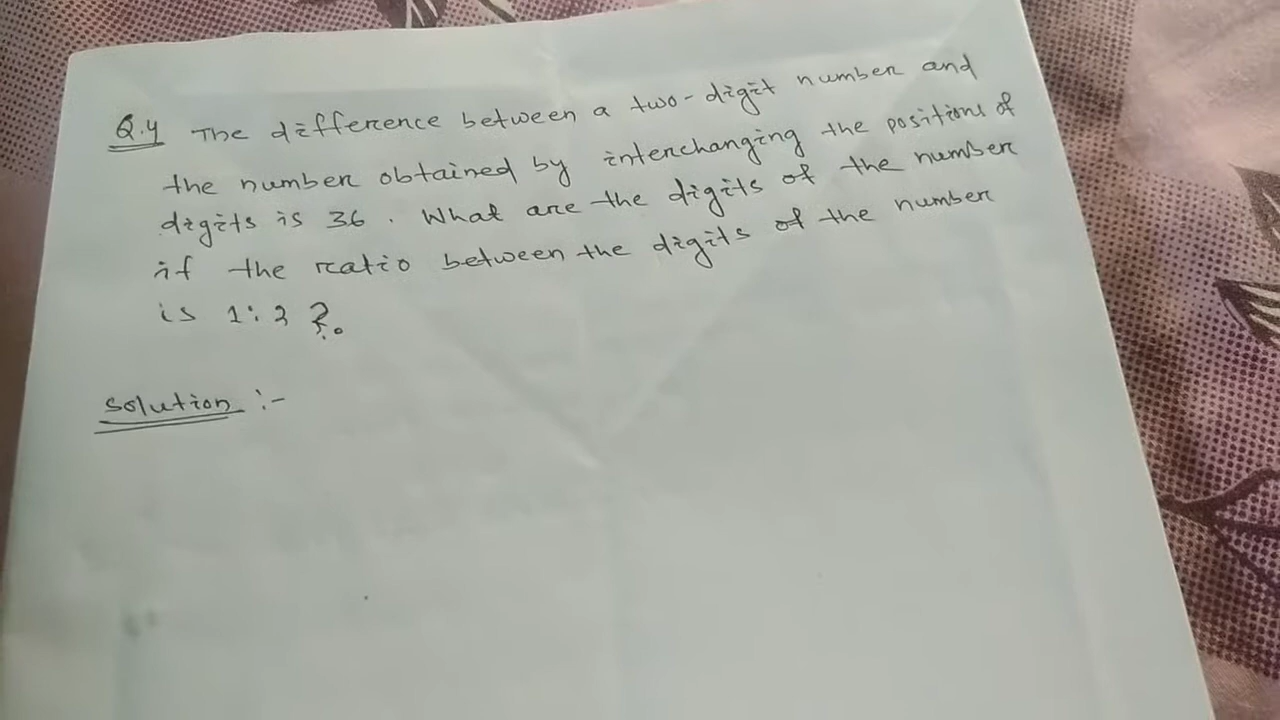 Q.4 The difference between a two-digit number and
the number obtained by interchanging the positions of
digits is 36. What are the digits of the number
if the ratio between the digits of the number
is 1:2 ?.
Solution :-